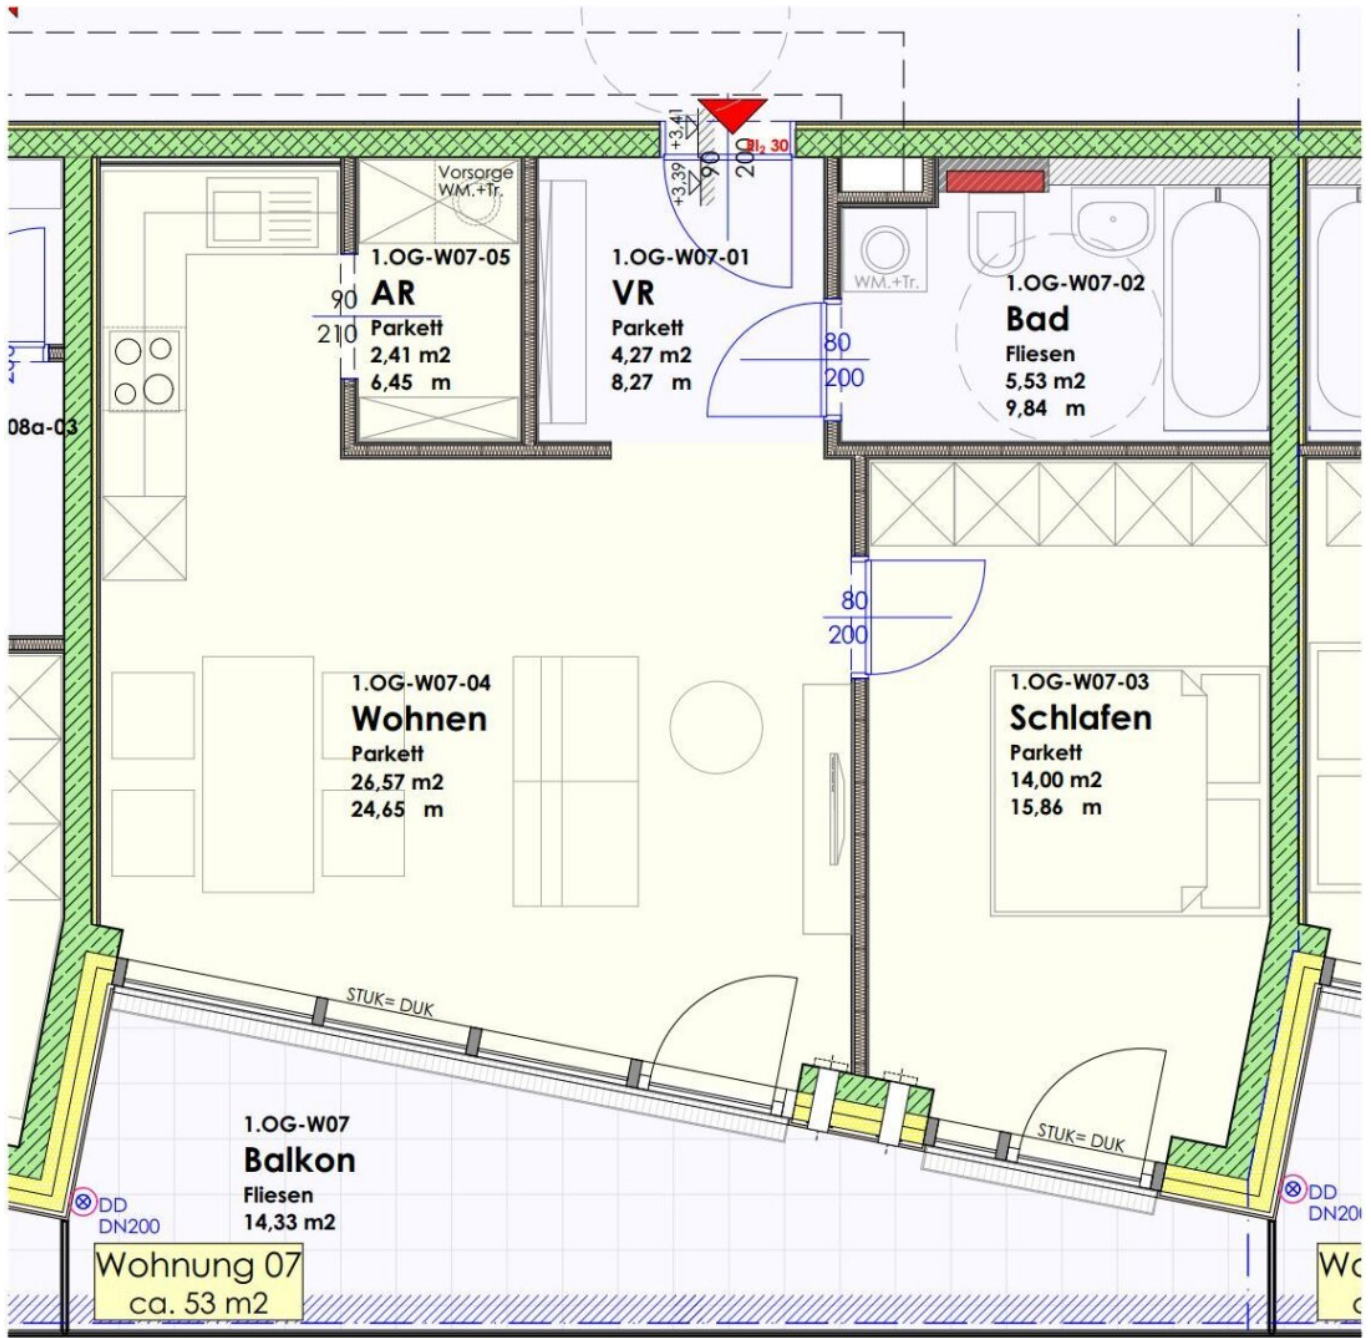 +3,41
+3,39
90
200
EI₂ 30
Vorsorge
WM.+Tr.
1.OG-W07-05
AR
Parkett
2,41 m2
6,45 m
90
210
1.OG-W07-01
VR
Parkett
4,27 m2
8,27 m
80
200
WM.+Tr.
1.OG-W07-02
Bad
Fliesen
5,53 m2
9,84 m
08a-03
80
200
1.OG-W07-04
Wohnen
Parkett
26,57 m2
24,65 m
1.OG-W07-03
Schlafen
Parkett
14,00 m2
15,86 m
STUK= DUK
STUK= DUK
1.OG-W07
Balkon
Fliesen
14,33 m2
DD
DN200
DD
DN200
Wohnung 07
ca. 53 m2